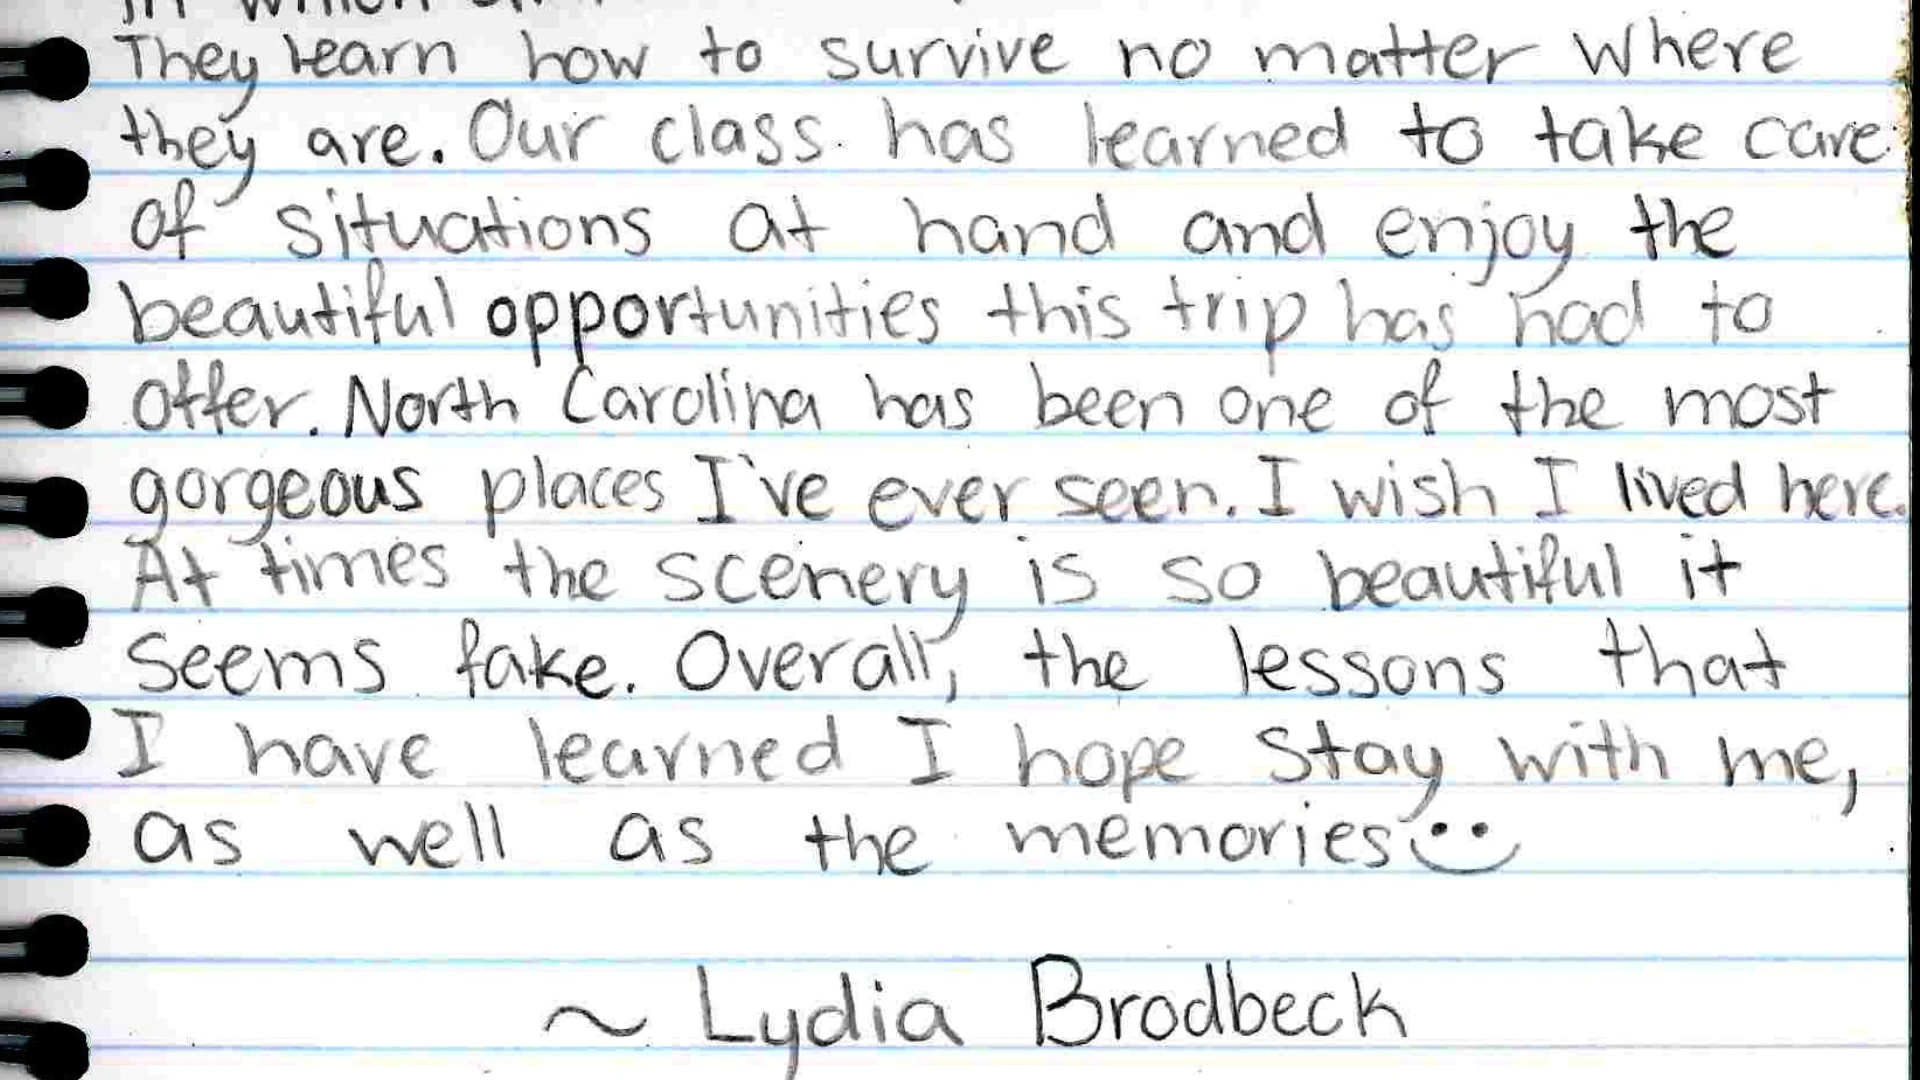 in which
They learn how to survive no matter where
they are. Our class has learned to take care
of situations at hand and enjoy the
beautiful opportunities this trip has had to
offer. North Carolina has been one of the most
gorgeous places I've ever seen. I wish I lived here.
At times the scenery is so beautiful it
seems fake. Overall, the lessons that
I have learned I hope stay with me,
as well as the memories
~ Lydia Brodbeck